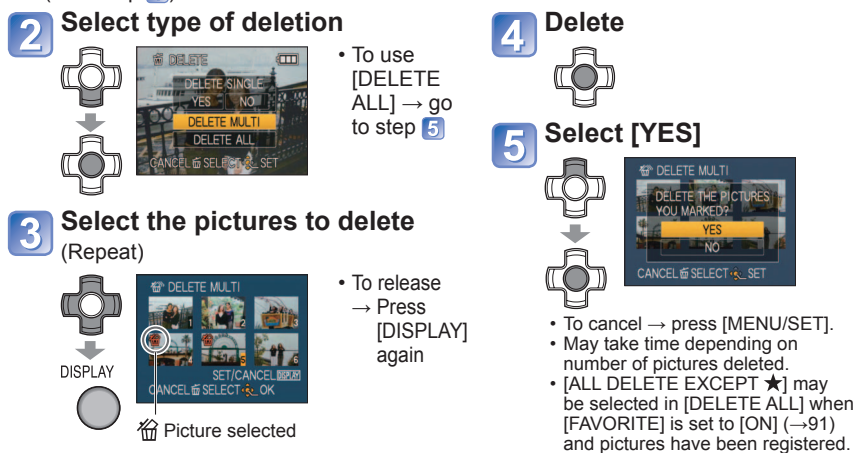 2 Select type of deletion
DELETE
DELETE SINGLE
YES NO
DELETE MULTI
DELETE ALL
CANCEL SELECT SET
• To use
[DELETE
ALL] → go
to step 5
3 Select the pictures to delete
(Repeat)
DISPLAY
DELETE MULTI
1 2 3
5 6
SET/CANCEL DISPLAY
CANCEL SELECT OK
Picture selected
• To release
→ Press
[DISPLAY]
again
4 Delete
5 Select [YES]
DELETE MULTI
DELETE THE PICTURES
YOU MARKED?
YES
NO
CANCEL SELECT SET
• To cancel → press [MENU/SET].
• May take time depending on
number of pictures deleted.
• [ALL DELETE EXCEPT ★] may
be selected in [DELETE ALL] when
[FAVORITE] is set to [ON] (→91)
and pictures have been registered.